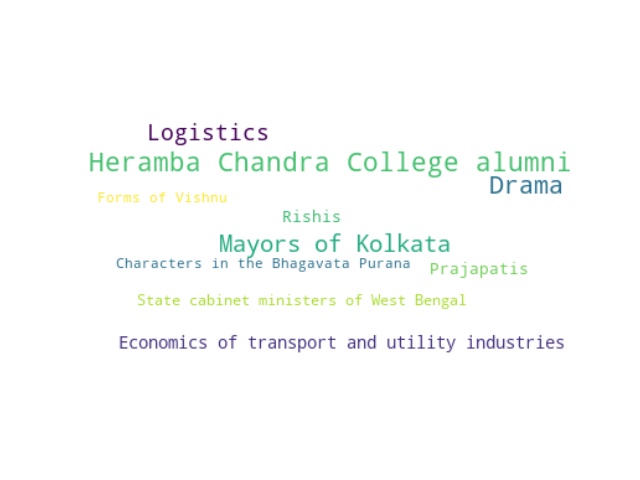 Logistics
Heramba Chandra College alumni
Drama
Forms of Vishnu
Rishis
Mayors of Kolkata
Characters in the Bhagavata Purana
Prajapatis
State cabinet ministers of West Bengal
Economics of transport and utility industries